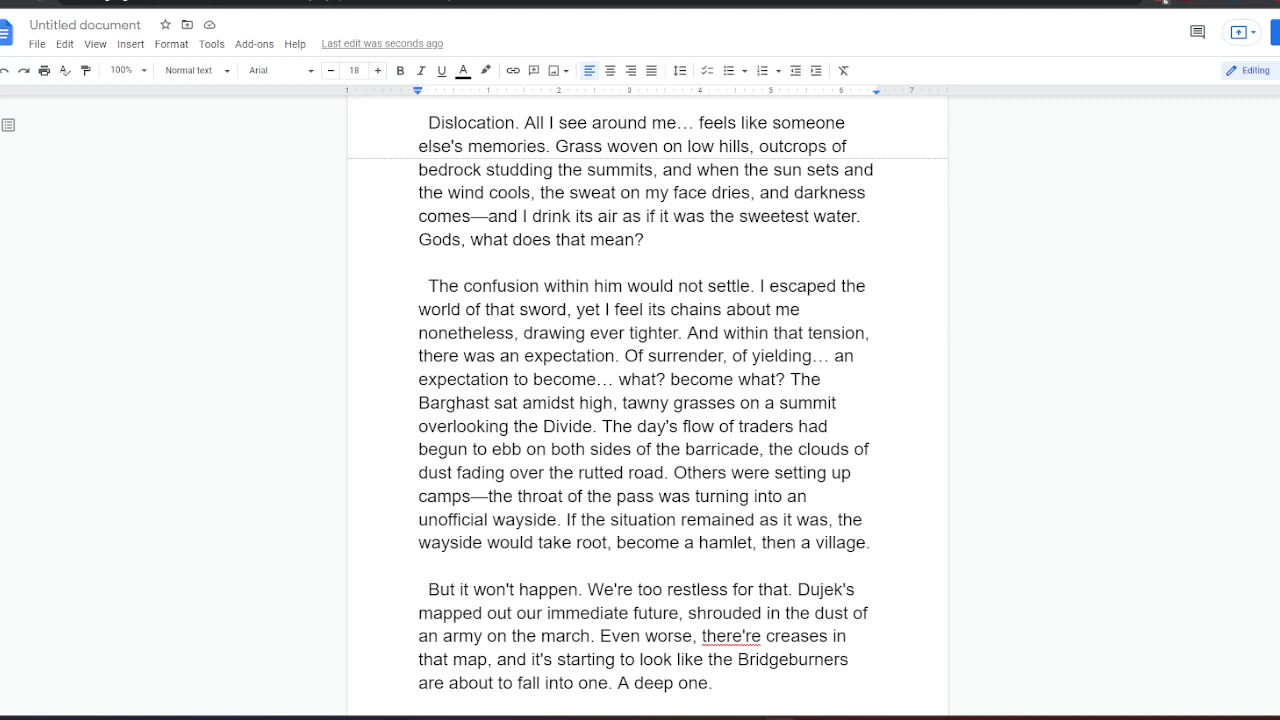 Untitled document
File Edit View Insert Format Tools Add-ons Help Last edit was seconds ago
100% Normal text Arial 18 B I U A Editing
1 1 2 3 4 5 6 7
Dislocation. All I see around me… feels like someone
else's memories. Grass woven on low hills, outcrops of
bedrock studding the summits, and when the sun sets and
the wind cools, the sweat on my face dries, and darkness
comes—and I drink its air as if it was the sweetest water.
Gods, what does that mean?
The confusion within him would not settle. I escaped the
world of that sword, yet I feel its chains about me
nonetheless, drawing ever tighter. And within that tension,
there was an expectation. Of surrender, of yielding… an
expectation to become… what? become what? The
Barghast sat amidst high, tawny grasses on a summit
overlooking the Divide. The day's flow of traders had
begun to ebb on both sides of the barricade, the clouds of
dust fading over the rutted road. Others were setting up
camps—the throat of the pass was turning into an
unofficial wayside. If the situation remained as it was, the
wayside would take root, become a hamlet, then a village.
But it won't happen. We're too restless for that. Dujek's
mapped out our immediate future, shrouded in the dust of
an army on the march. Even worse, there're creases in
that map, and it's starting to look like the Bridgeburners
are about to fall into one. A deep one.